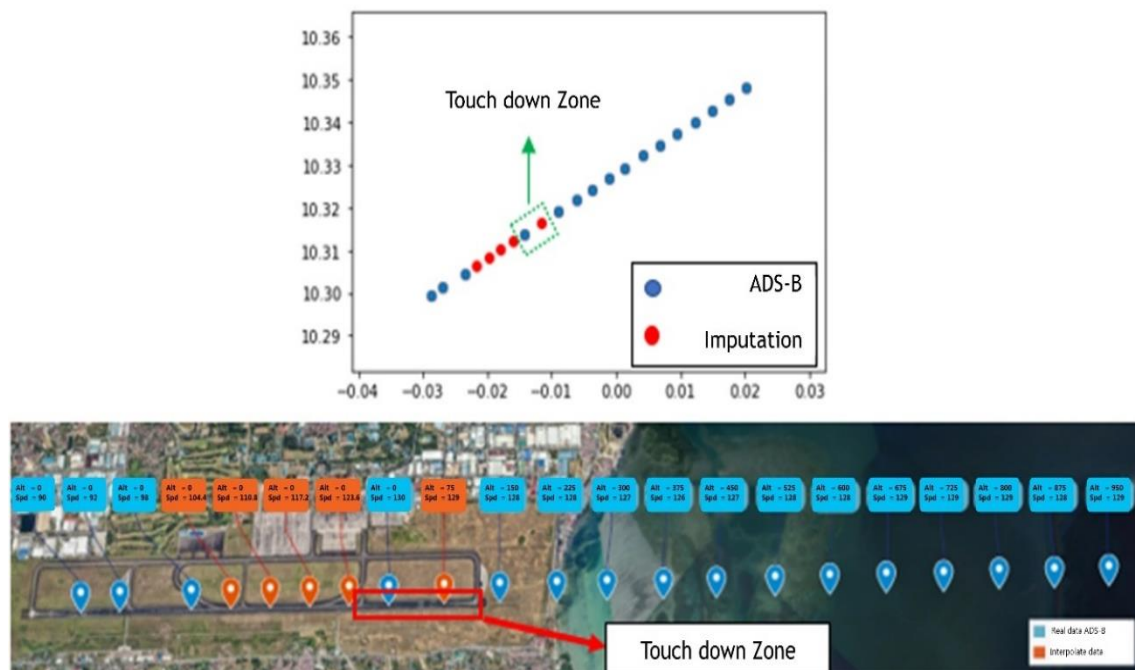 10.36
10.35
10.34
10.33
10.32
10.31
10.30
10.29
Touch down Zone
ADS-B
Imputation
−0.04 −0.03 −0.02 −0.01 0.00 0.01 0.02 0.03
Alt = 0
Spd = 90
Alt = 0
Spd = 92
Alt = 0
Spd = 98
Alt = 0
Spd = 104.4
Alt = 0
Spd = 110.8
Alt = 0
Spd = 117.2
Alt = 0
Spd = 123.6
Alt = 0
Spd = 130
Alt = 75
Spd = 129
Alt = 150
Spd = 128
Alt = 225
Spd = 128
Alt = 300
Spd = 127
Alt = 375
Spd = 126
Alt = 450
Spd = 127
Alt = 525
Spd = 128
Alt = 600
Spd = 128
Alt = 675
Spd = 129
Alt = 725
Spd = 129
Alt = 800
Spd = 129
Alt = 875
Spd = 128
Alt = 950
Spd = 129
Touch down Zone
Real data ADS-B
Interpolate data